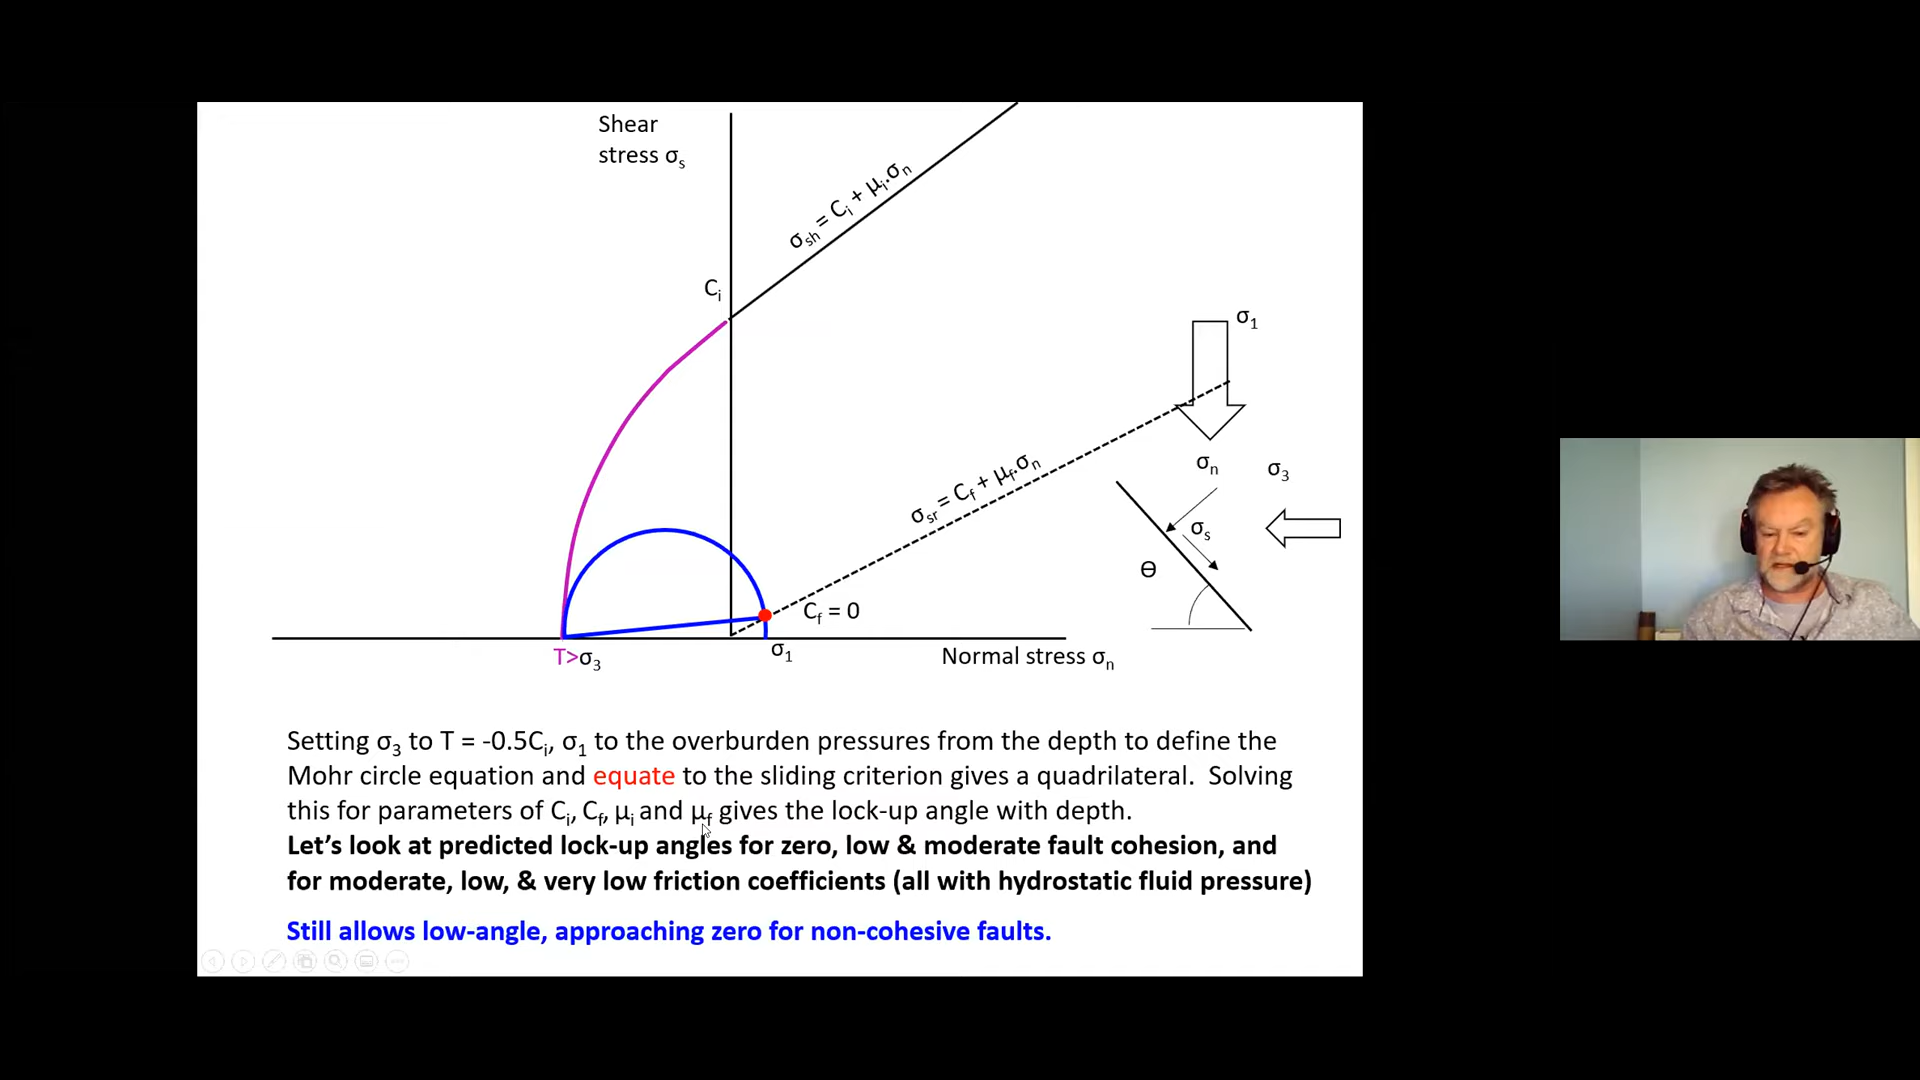 Shear
stress σₛ
σₛₕ = Cᵢ + μᵢ.σₙ
Cᵢ
σ₁
σₙ
σ₃
σₛᵣ = C_f + μ_f.σₙ
σₛ
Ɵ
C_f = 0
T>σ₃
σ₁
Normal stress σₙ
Setting σ₃ to T = -0.5Cᵢ, σ₁ to the overburden pressures from the depth to define the
Mohr circle equation and equate to the sliding criterion gives a quadrilateral. Solving
this for parameters of Cᵢ, C_f, μᵢ and μ_f gives the lock-up angle with depth.
Let's look at predicted lock-up angles for zero, low & moderate fault cohesion, and
for moderate, low, & very low friction coefficients (all with hydrostatic fluid pressure)
Still allows low-angle, approaching zero for non-cohesive faults.